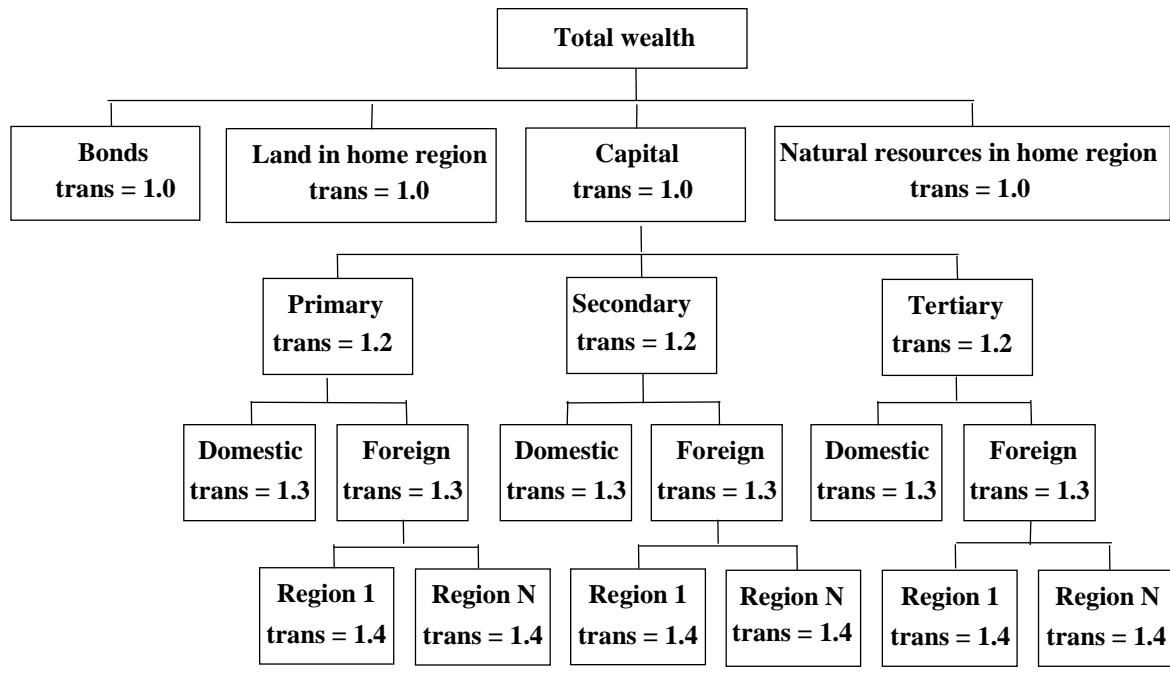 Total wealth
Bonds
trans = 1.0
Land in home region
trans = 1.0
Capital
trans = 1.0
Natural resources in home region
trans = 1.0
Primary
trans = 1.2
Secondary
trans = 1.2
Tertiary
trans = 1.2
Domestic
trans = 1.3
Foreign
trans = 1.3
Domestic
trans = 1.3
Foreign
trans = 1.3
Domestic
trans = 1.3
Foreign
trans = 1.3
Region 1
trans = 1.4
Region N
trans = 1.4
Region 1
trans = 1.4
Region N
trans = 1.4
Region 1
trans = 1.4
Region N
trans = 1.4